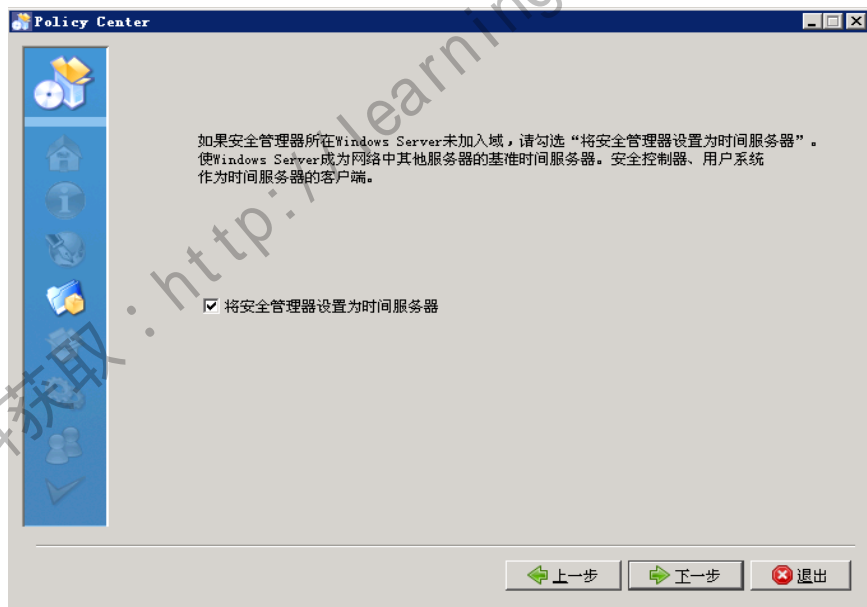 Policy Center
如果安全管理器所在Windows Server未加入域，请勾选“将安全管理器设置为时间服务器”。
使Windows Server成为网络中其他服务器的基准时间服务器。安全控制器、用户系统
作为时间服务器的客户端。
将安全管理器设置为时间服务器
获取：http://learning
上一步
下一步
退出